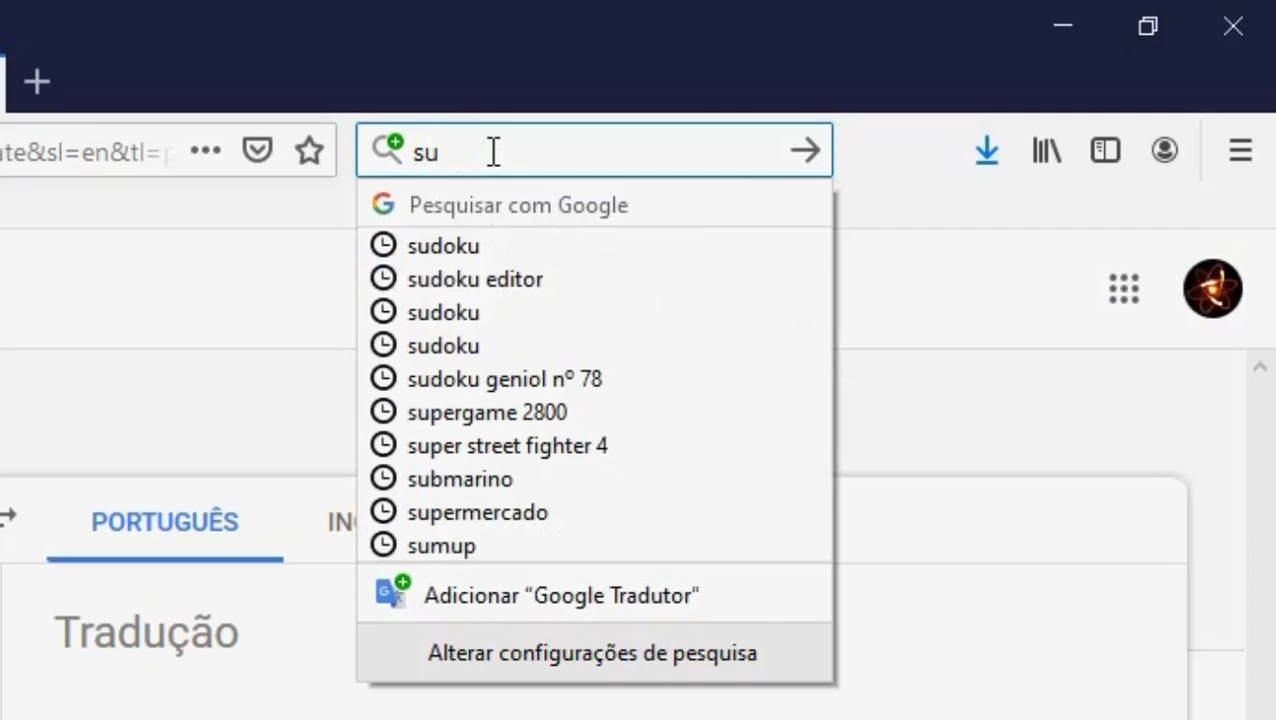 ate&sl=en&tl=p
su
Pesquisar com Google
sudoku
sudoku editor
sudoku
sudoku
sudoku geniol nº 78
supergame 2800
super street fighter 4
submarino
supermercado
sumup
Adicionar “Google Tradutor”
Alterar configurações de pesquisa
PORTUGUÊS
ING
Tradução